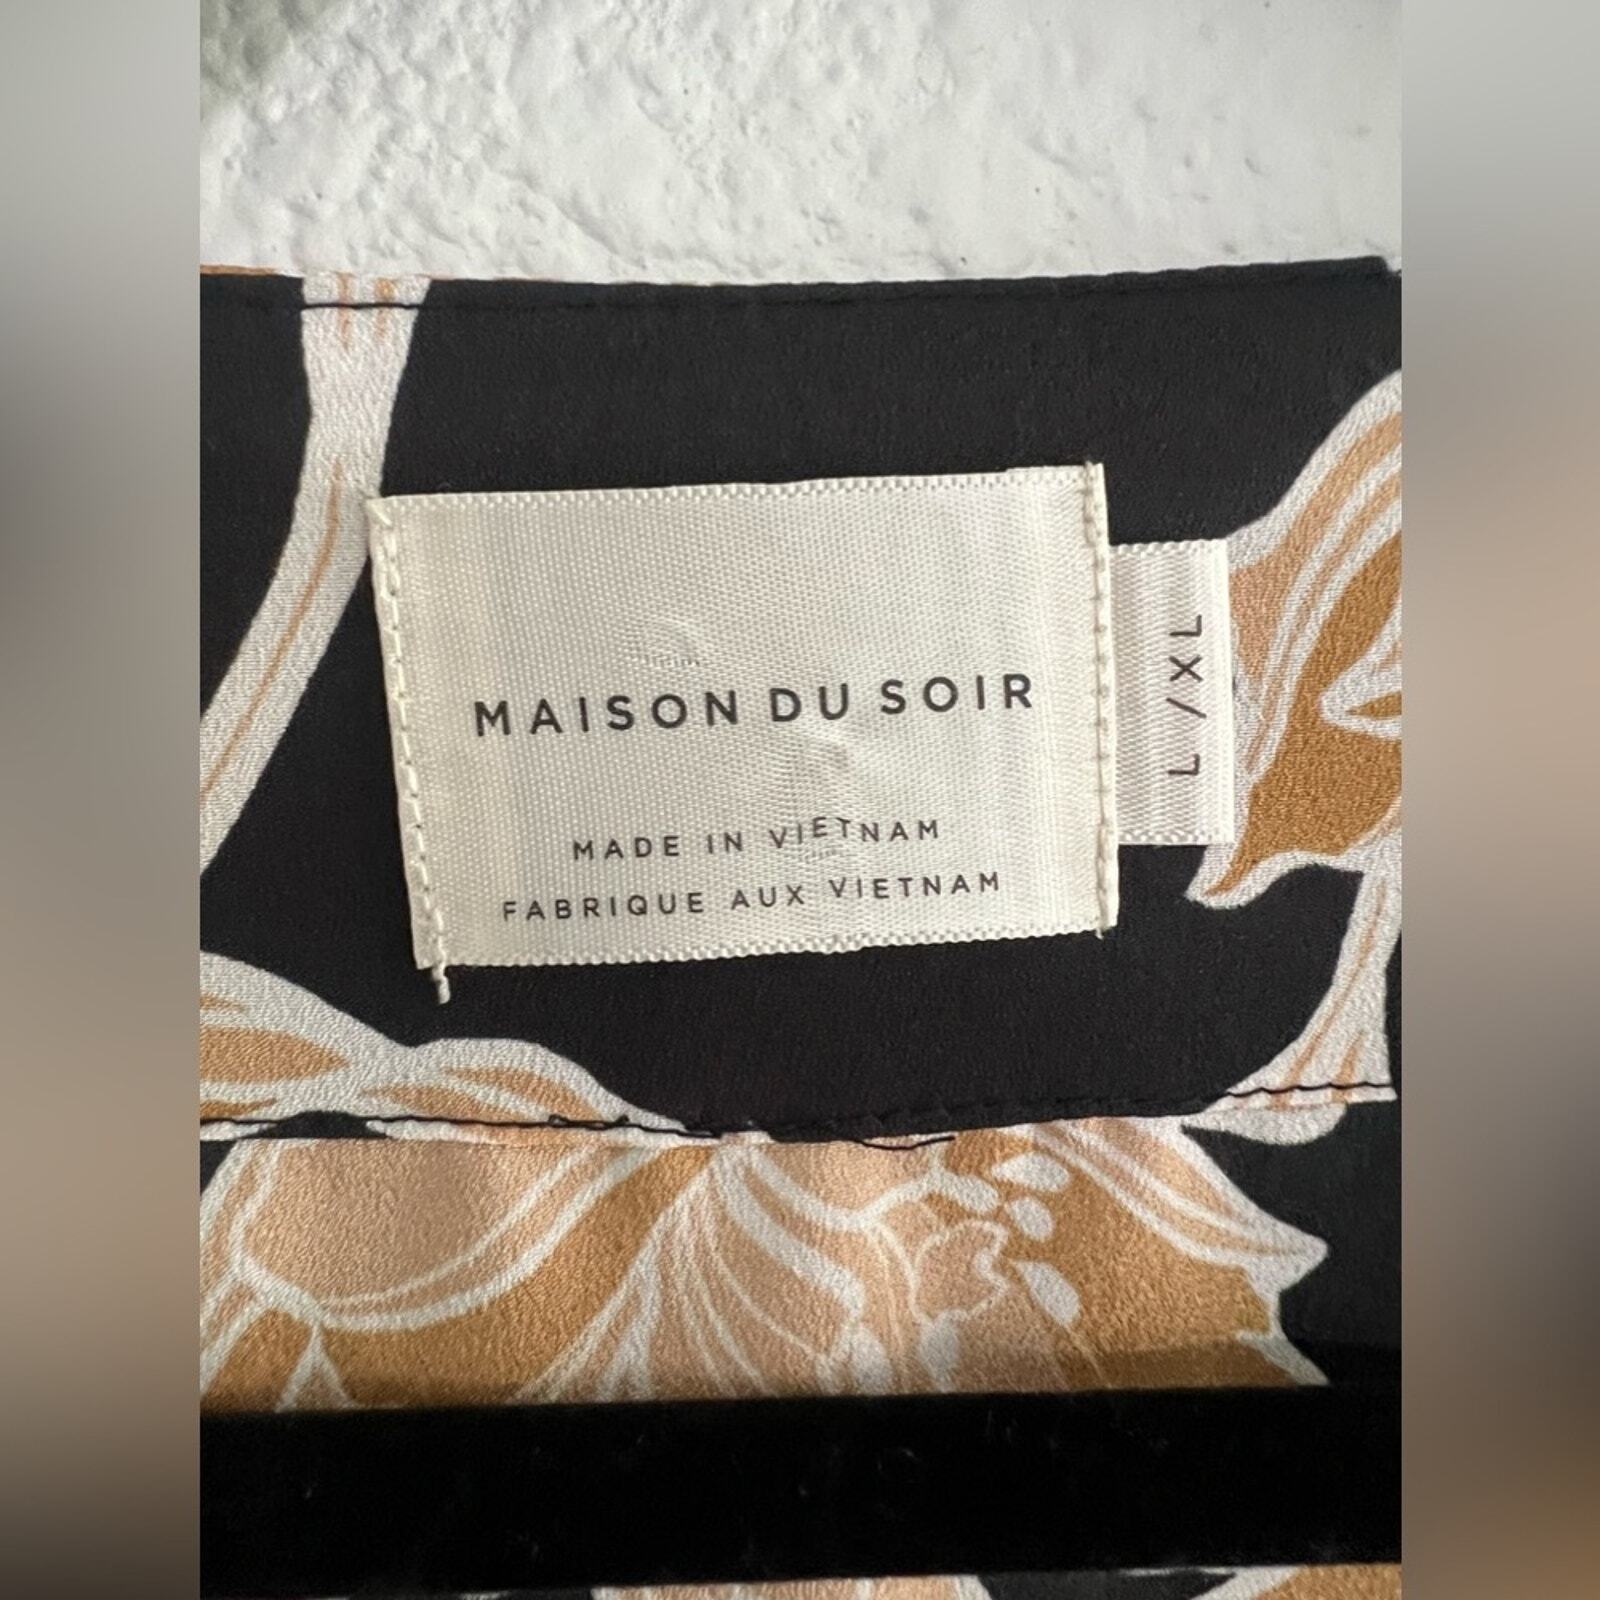 MAISON DU SOIR
MADE IN VIETNAM
FABRIQUE AUX VIETNAM
L/XL